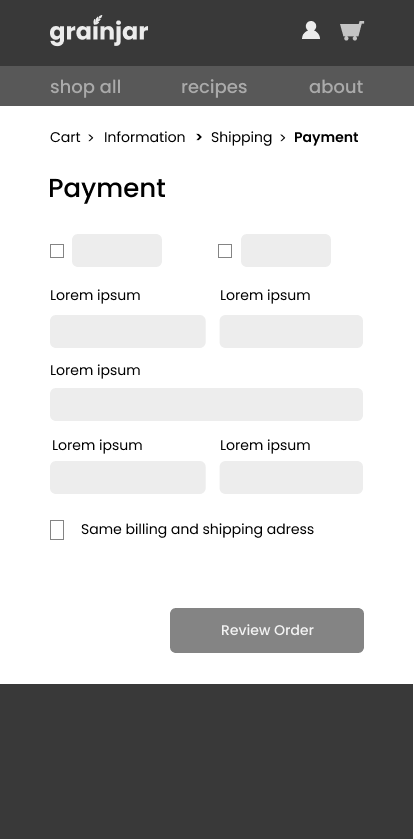 grainjar
shop all recipes about
Cart > Information > Shipping > Payment
Payment
Lorem ipsum Lorem ipsum
Lorem ipsum
Lorem ipsum Lorem ipsum
Same billing and shipping adress
Review Order